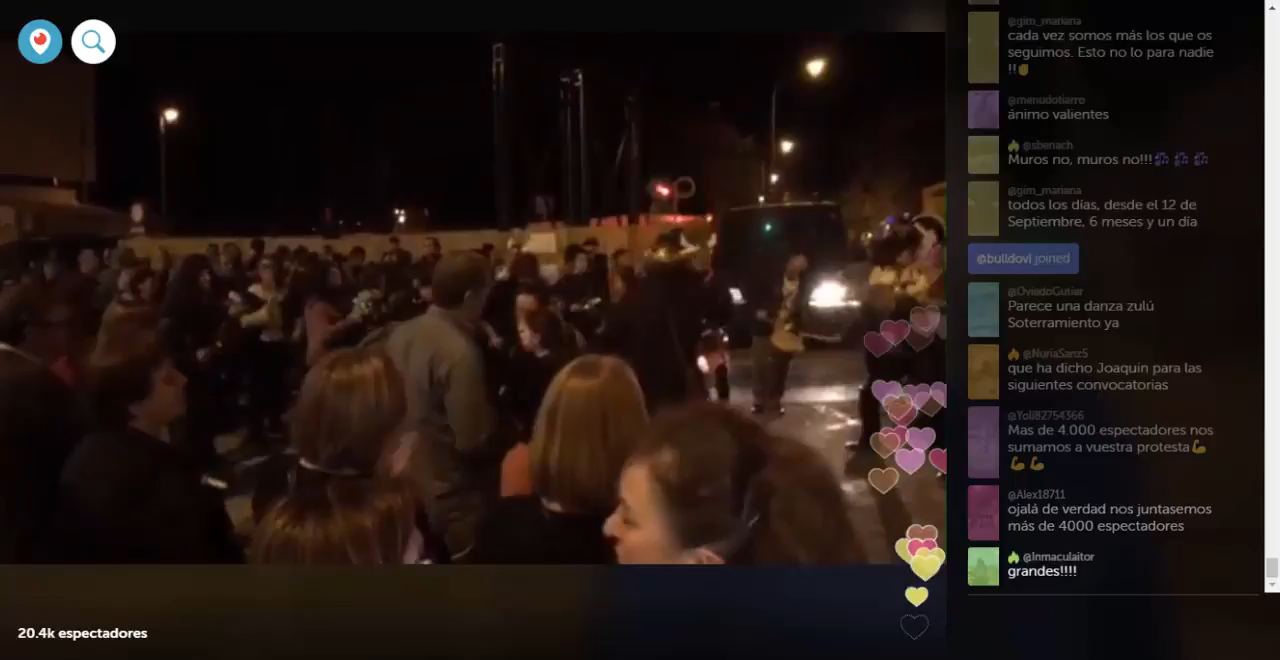 @gim_mariana
cada vez somos más los que os
seguimos. Esto no lo para nadie
!!
@menudotiarro
ánimo valientes
@sbenach
Muros no, muros no!!!
@gim_mariana
todos los días, desde el 12 de
Septiembre, 6 meses y un día
@bulldovi joined
@OviedoGutier
Parece una danza zulú
Soterramiento ya
@NuriaSanz5
que ha dicho Joaquin para las
siguientes convocatorias
@Yoli82754366
Mas de 4.000 espectadores nos
sumamos a vuestra protesta
@Alex18711
ojalá de verdad nos juntasemos
más de 4000 espectadores
@Inmaculaitor
grandes!!!!
20.4k espectadores